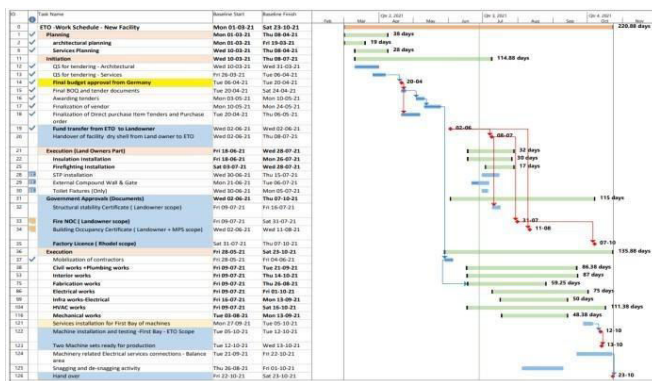 ID Task Name Baseline Start Baseline Finish Qtr 2, 2021 Qtr 3, 2021 Qtr 4, 2021
Feb Mar Apr May Jun Jul Aug Sep Oct Nov
0 ETO -Work Schedule - New Facility Mon 01-03-21 Sat 23-10-21 220.88 days
1 Planning Mon 01-03-21 Thu 08-04-21 38 days
2 architectural planning Mon 01-03-21 Fri 19-03-21 19 days
8 Services Planning Wed 10-03-21 Thu 08-04-21 28 days
11 Initiation Wed 10-03-21 Thu 08-07-21 114.88 days
12 QS for tendering - Architectural Wed 10-03-21 Wed 31-03-21
13 QS for tendering - Services Fri 26-03-21 Tue 06-04-21
14 Final budget approval from Germany Tue 06-04-21 Tue 20-04-21 20-04
15 Final BOQ and tender documents Tue 20-04-21 Sat 24-04-21
16 Awarding tenders Mon 03-05-21 Mon 10-05-21
17 Finalization of vendor Mon 10-05-21 Mon 24-05-21
18 Finalization of Direct purchase item Tenders and Purchase order Tue 20-04-21 Thu 06-05-21
19 Fund transfer from ETO to Landowner Wed 02-06-21 Wed 02-06-21 02-06
20 Handover of facility dry shell from Land owner to ETO Wed 02-06-21 Thu 08-07-21 08-07
21 Execution (Land Owners Part) Fri 18-06-21 Wed 28-07-21 32 days
22 Insulation Installation Fri 18-06-21 Mon 26-07-21 30 days
25 Firefighting Installation Sat 03-07-21 Wed 28-07-21 17 days
28 STP installation Wed 30-06-21 Thu 15-07-21
29 External Compound Wall & Gate Mon 21-06-21 Tue 06-07-21
30 Toilet Fixtures (Only) Wed 30-06-21 Mon 05-07-21
31 Government Approvals (Documents) Wed 02-06-21 Thu 07-10-21 115 days
32 Structural stability Certificate ( Landowner scope) Fri 09-07-21 Fri 16-07-21
33 Fire NOC ( Landowner scope) Fri 09-07-21 Sat 31-07-21 31-07
34 Building Occupancy Certificate ( Landowner + MPS scope) Wed 02-06-21 Wed 11-08-21 11-08
35 Factory Licence ( Rhodel scope) Sat 31-07-21 Thu 07-10-21 07-10
36 Execution Fri 28-05-21 Sat 23-10-21 135.88 days
37 Mobilization of contractors Fri 28-05-21 Fri 04-06-21
38 Civil works +Plumbing works Fri 09-07-21 Tue 21-09-21 86.38 days
53 Interior works Fri 09-07-21 Thu 14-10-21 87 days
75 Fabrication works Fri 09-07-21 Thu 26-08-21 59.25 days
86 Electrical works Fri 09-07-21 Fri 01-10-21 75 days
99 Infra works-Electrical Fri 16-07-21 Mon 13-09-21 50 days
104 HVAC works Fri 09-07-21 Sat 16-10-21 111.38 days
116 Mechanical works Tue 03-08-21 Mon 13-09-21 48.38 days
121 Services installation for First Bay of machines Mon 27-09-21 Tue 05-10-21
122 Machine installation and testing -First Bay - ETO Scope Tue 05-10-21 Tue 12-10-21 12-10
123 Two Machine sets ready for production Tue 12-10-21 Wed 13-10-21 13-10
124 Machinery related Electrical services connections - Balance area Tue 21-09-21 Fri 22-10-21
125 Snagging and de-snagging activity Thu 26-08-21 Fri 01-10-21
126 Hand over Fri 22-10-21 Sat 23-10-21 23-10